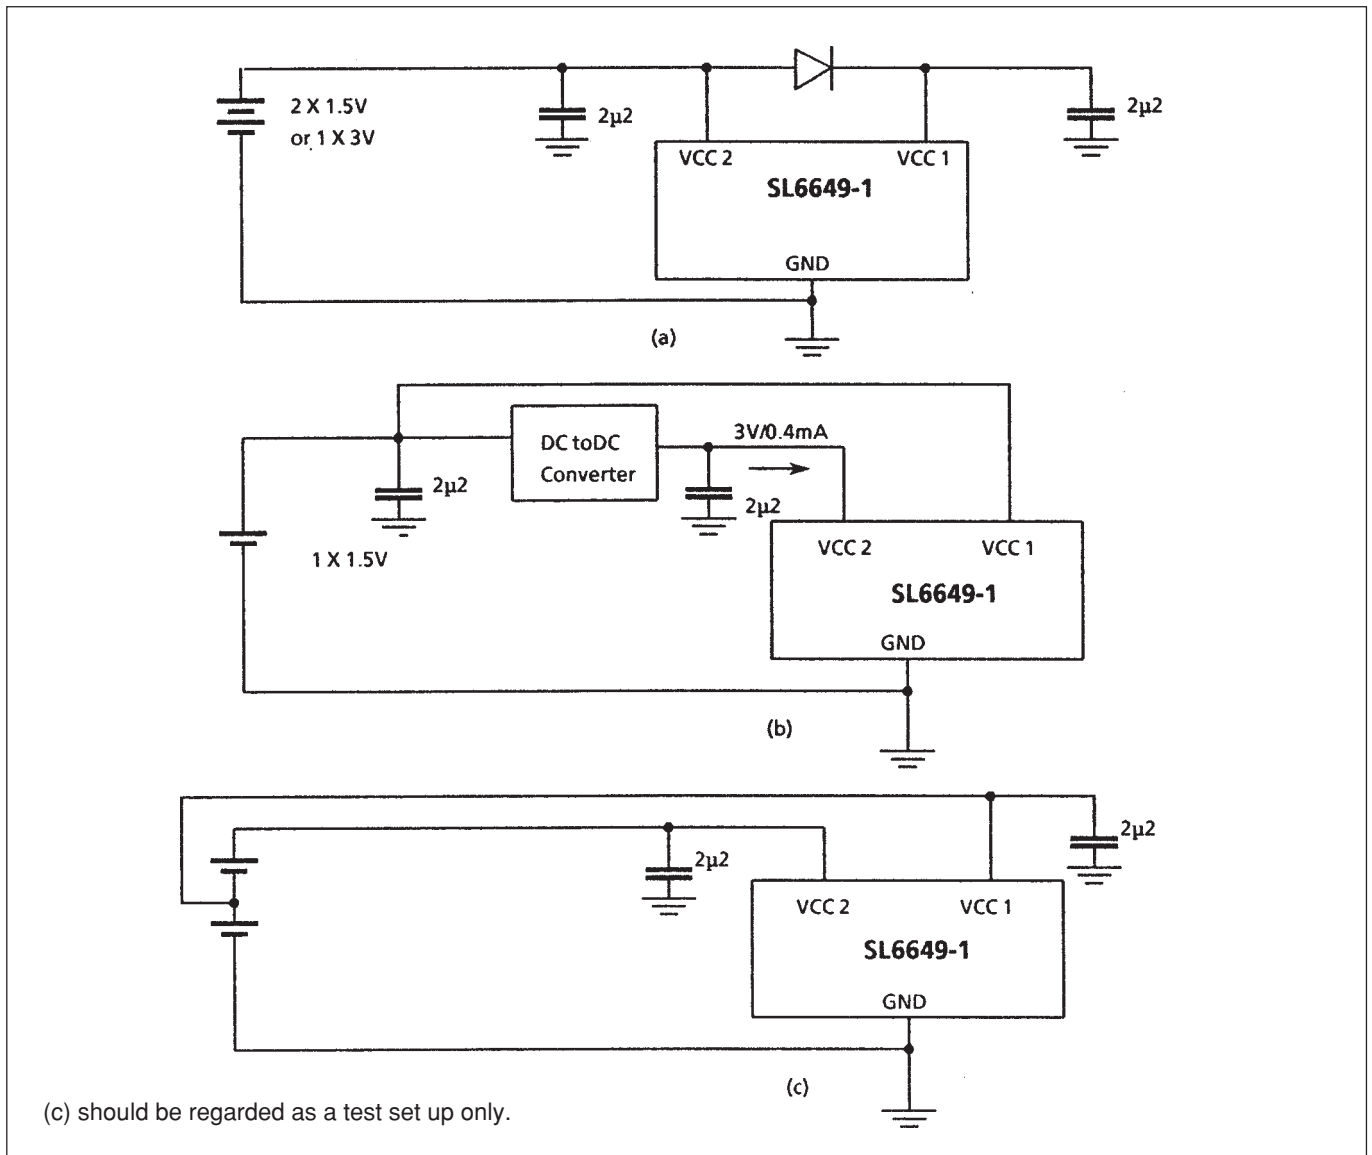 2 X 1.5V
or 1 X 3V
2µ2
2µ2
VCC 2
VCC 1
SL6649-1
GND
(a)
DC toDC
Converter
3V/0.4mA
2µ2
2µ2
1 X 1.5V
VCC 2
VCC 1
SL6649-1
GND
(b)
2µ2
2µ2
VCC 2
VCC 1
SL6649-1
GND
(c)
(c) should be regarded as a test set up only.